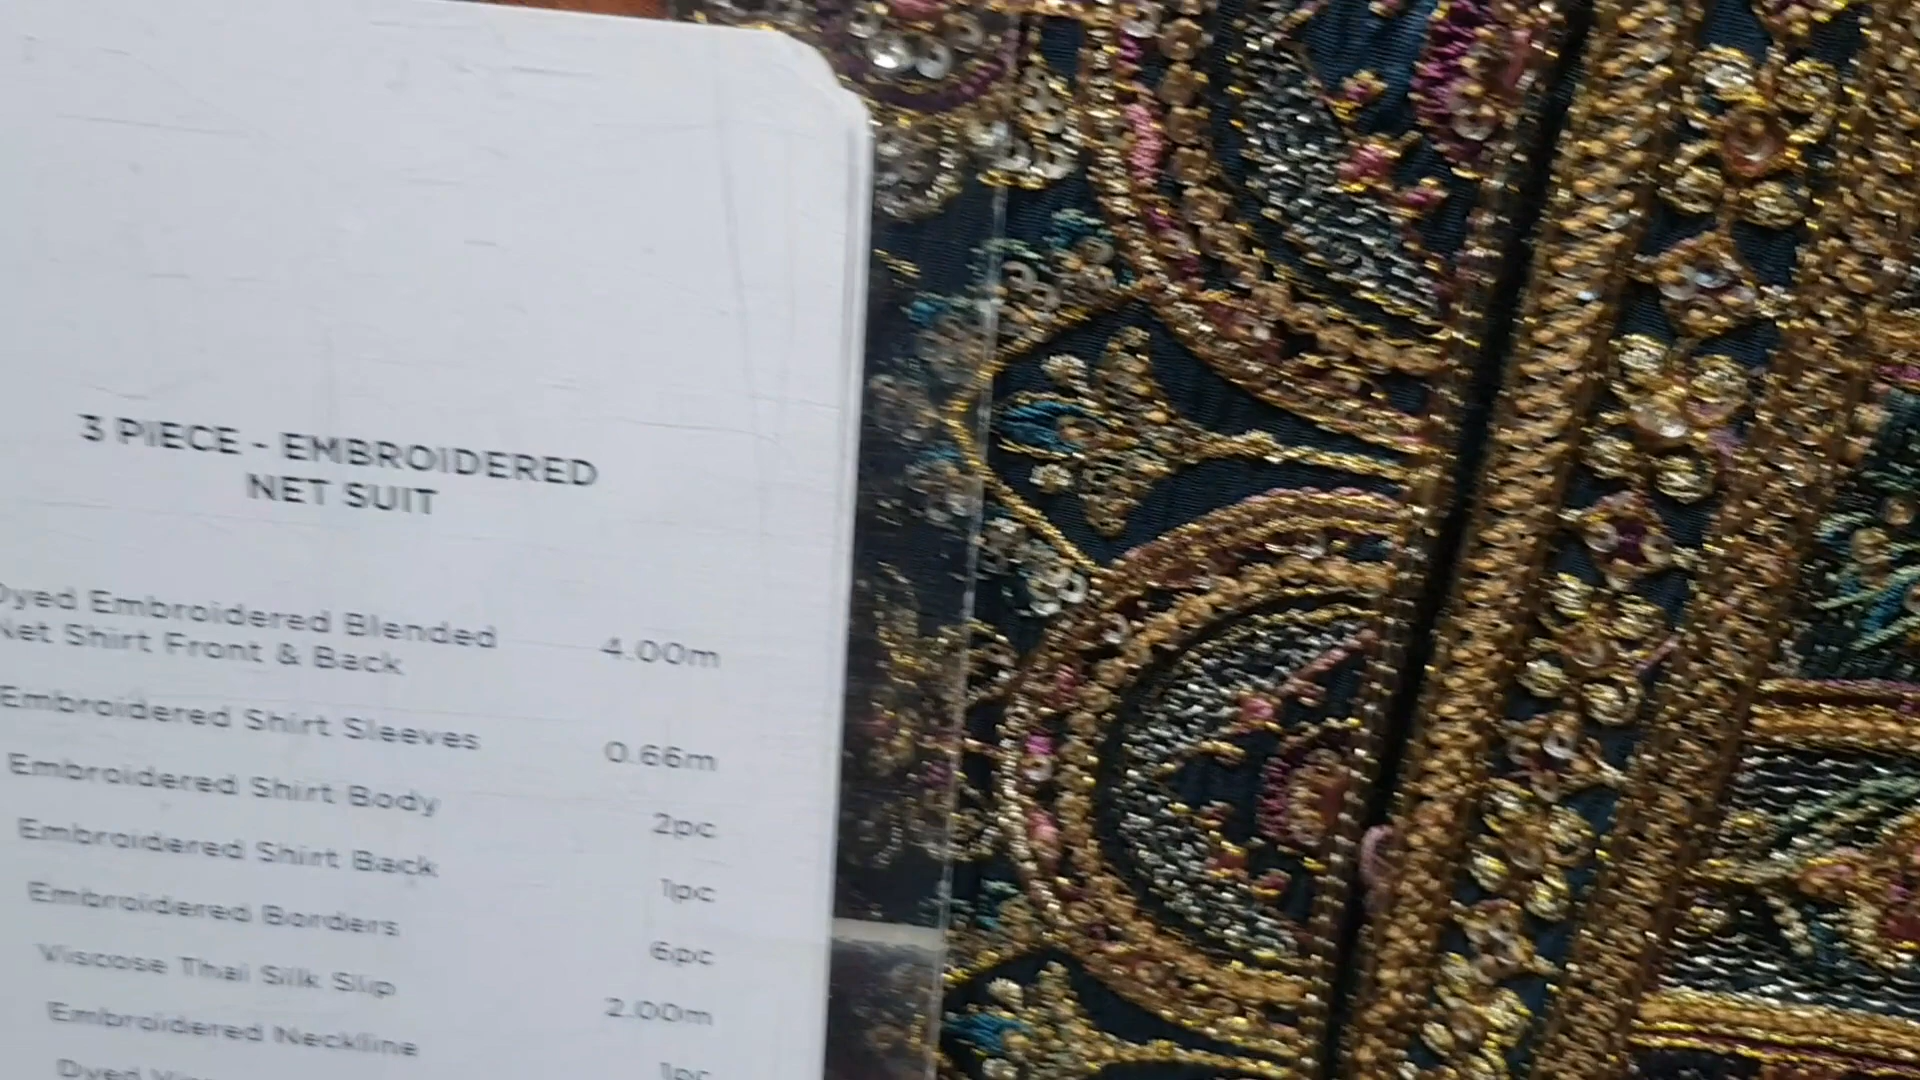 3 PIECE - EMBROIDERED
NET SUIT
Dyed Embroidered Blended
Net Shirt Front & Back 4.00m
Embroidered Shirt Sleeves 0.66m
Embroidered Shirt Body 2pc
Embroidered Shirt Back 1pc
Embroidered Borders 6pc
Viscose Thai Silk Slip 2.00m
Embroidered Neckline 1pc
Dyed